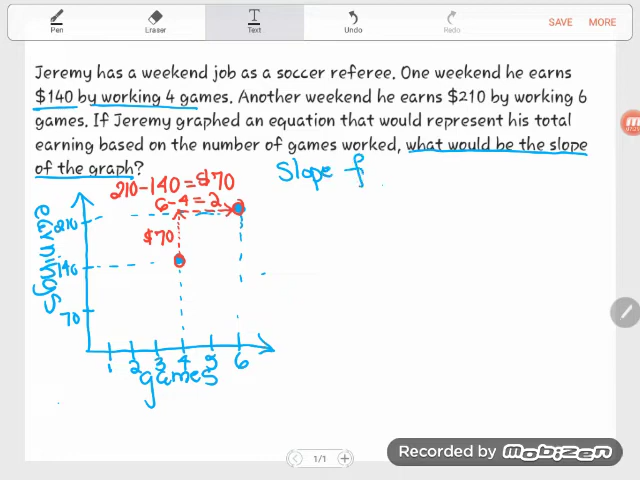 Pen
Eraser
Text
Undo
Redo
SAVE
MORE
Jeremy has a weekend job as a soccer referee. One weekend he earns
$140 by working 4 games. Another weekend he earns $210 by working 6
games. If Jeremy graphed an equation that would represent his total
earning based on the number of games worked, what would be the slope
of the graph?
Slope f
210-140=$70
6-4=2
$70
earnings
210
140
70
1 2 3 4 5 6
games
1/1
Recorded by mobizen